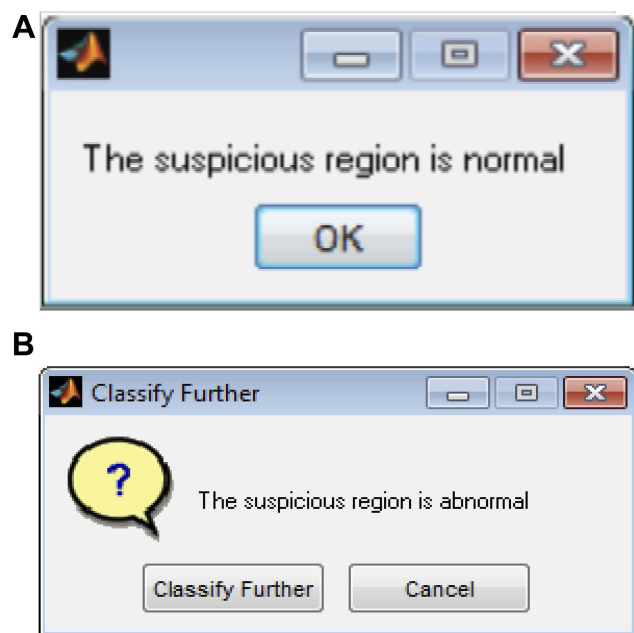 A
The suspicious region is normal
OK
B
Classify Further
?
The suspicious region is abnormal
Classify Further
Cancel